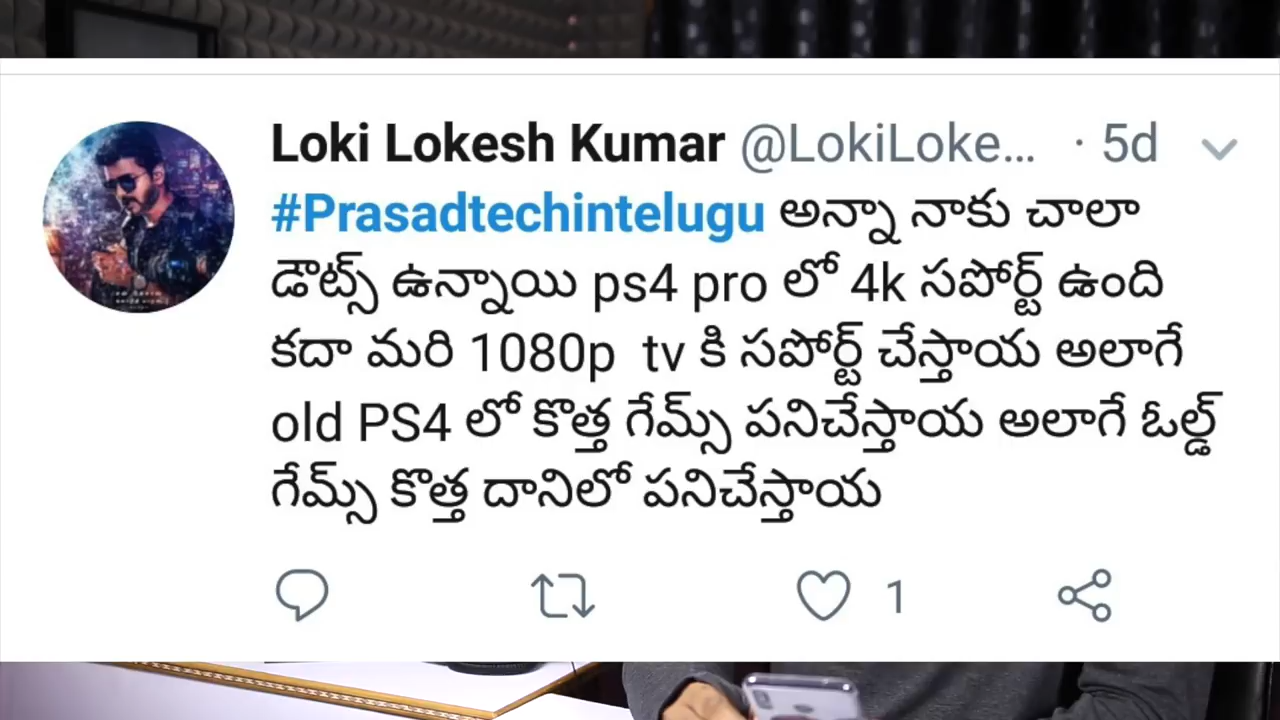 Loki Lokesh Kumar @LokiLoke... · 5d
#Prasadtechintelugu అన్నా నాకు చాలా
డౌట్స్ ఉన్నాయి ps4 pro లో 4k సపోర్ట్ ఉంది
కదా మరి 1080p tv కి సపోర్ట్ చేస్తాయ అలాగే
old PS4 లో కొత్త గేమ్స్ పనిచేస్తాయ అలాగే ఓల్డ్
గేమ్స్ కొత్త దానిలో పనిచేస్తాయ
1